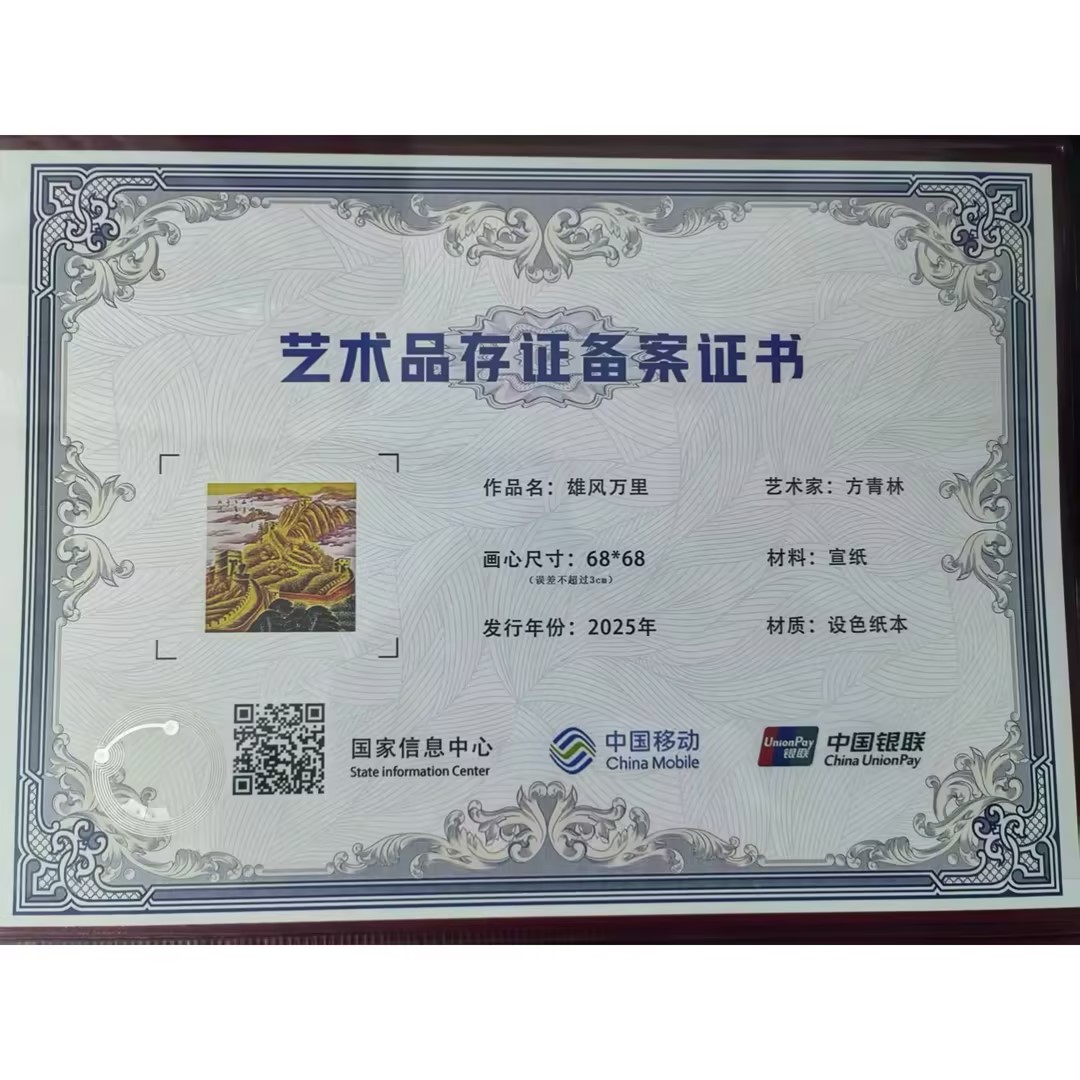 艺术品存证备案证书
作品名：雄风万里
艺术家：方青林
画心尺寸：68*68
（误差不超过3cm）
材料：宣纸
发行年份：2025年
材质：设色纸本
国家信息中心
State information Center
中国移动
China Mobile
UnionPay
银联
中国银联
China UnionPay